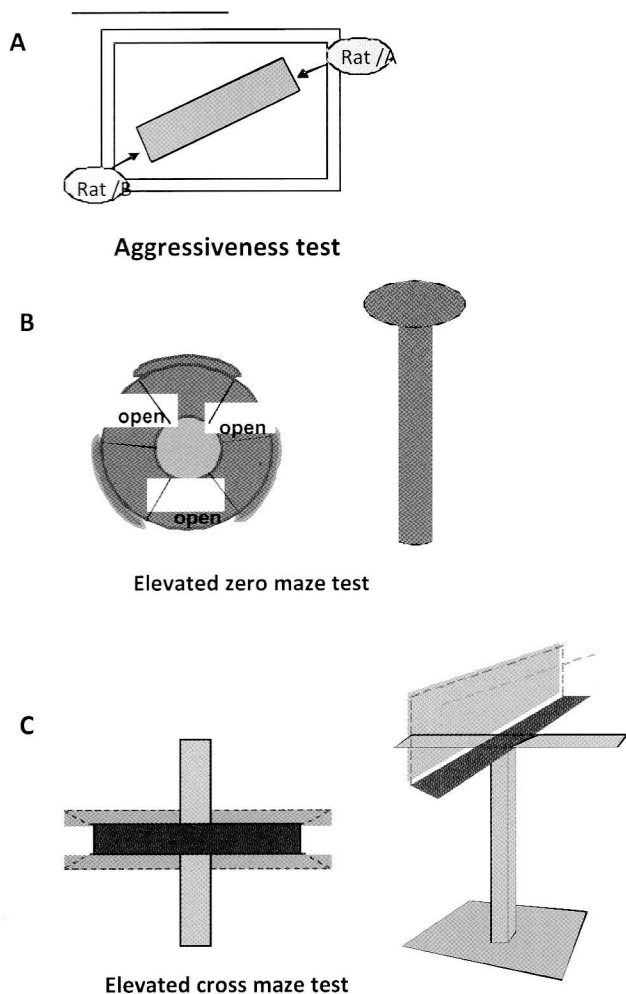 A
Rat /A
Rat /B
Aggressiveness test
B
open
open
open
Elevated zero maze test
C
Elevated cross maze test